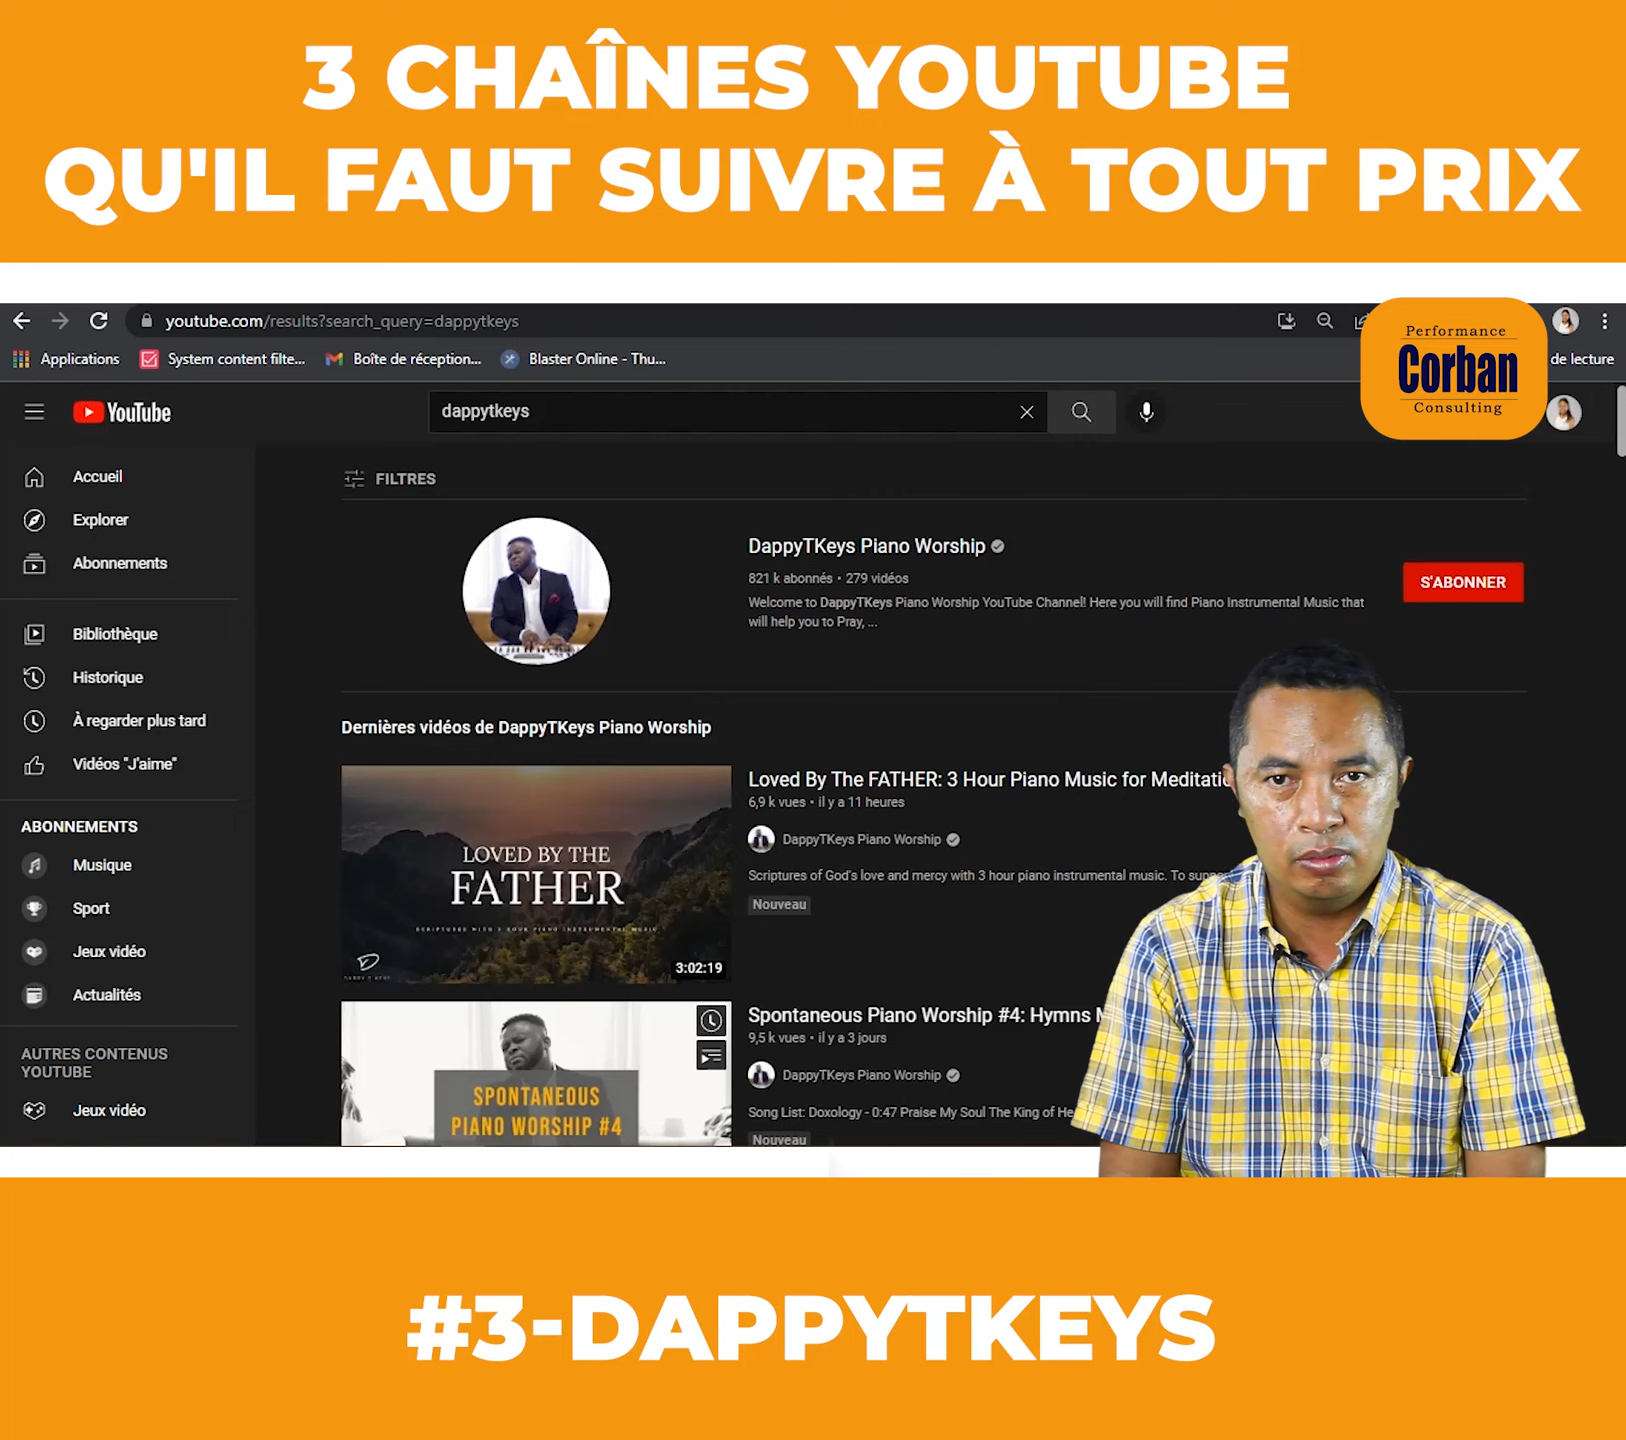 3 CHAÎNES YOUTUBE
QU'IL FAUT SUIVRE À TOUT PRIX
youtube.com/results?search_query=dappytkeys
Applications
System content filte...
Boîte de réception...
Blaster Online - Thu...
de lecture
Performance
Corban
Consulting
YouTube
dappytkeys
Accueil
Explorer
Abonnements
Bibliothèque
Historique
À regarder plus tard
Vidéos "J'aime"
ABONNEMENTS
Musique
Sport
Jeux vidéo
Actualités
AUTRES CONTENUS
YOUTUBE
Jeux vidéo
FILTRES
DappyTKeys Piano Worship
821 k abonnés • 279 vidéos
Welcome to DappyTKeys Piano Worship YouTube Channel! Here you will find Piano Instrumental Music that
will help you to Pray, ...
S'ABONNER
Dernières vidéos de DappyTKeys Piano Worship
LOVED BY THE
FATHER
SCRIPTURES WITH 3 HOUR PIANO INSTRUMENTAL MUSIC
3:02:19
Loved By The FATHER: 3 Hour Piano Music for
6,9 k vues • il y a 11 heures
DappyTKeys Piano Worship
Scriptures of God's love and mercy with 3 hour piano instrumental music. To
Nouveau
SPONTANEOUS
PIANO WORSHIP #4
Spontaneous Piano Worship #4: Hymns
9,5 k vues • il y a 3 jours
DappyTKeys Piano Worship
Song List: Doxology - 0:47 Praise My Soul The King of
Nouveau
#3-DAPPYTKEYS